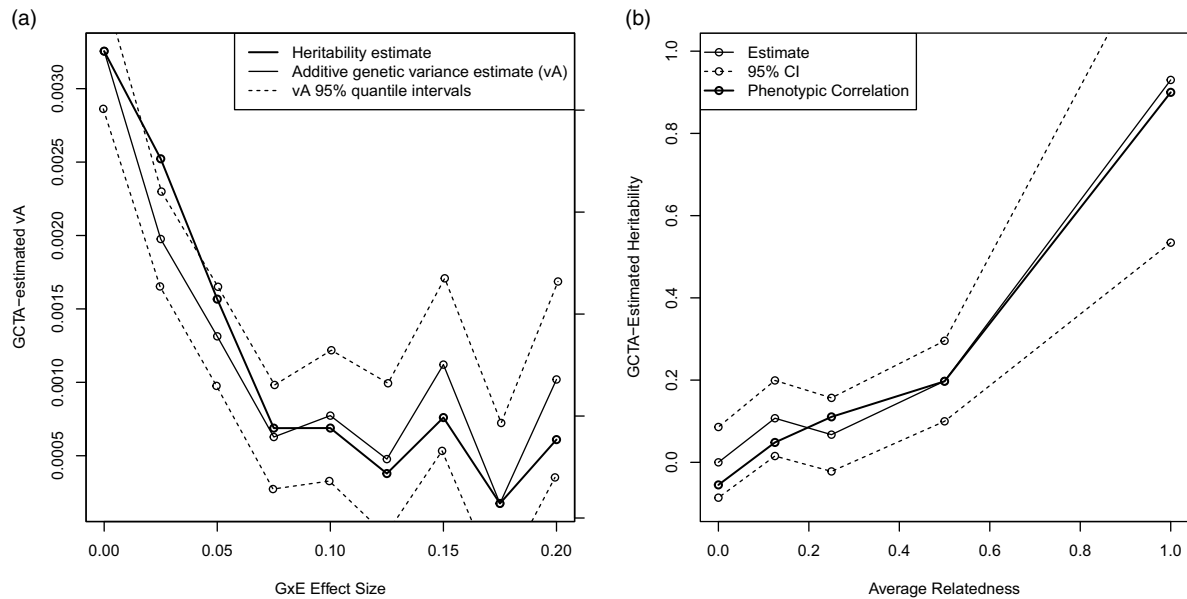 (a)
Heritability estimate
Additive genetic variance estimate (vA)
vA 95% quantile intervals
GCTA−estimated vA
0.0030
0.0025
0.0020
0.0015
0.0010
0.0005
0.00 0.05 0.10 0.15 0.20
GxE Effect Size
(b)
Estimate
95% CI
Phenotypic Correlation
GCTA−Estimated Heritability
1.0
0.8
0.6
0.4
0.2
0.0
0.0 0.2 0.4 0.6 0.8 1.0
Average Relatedness